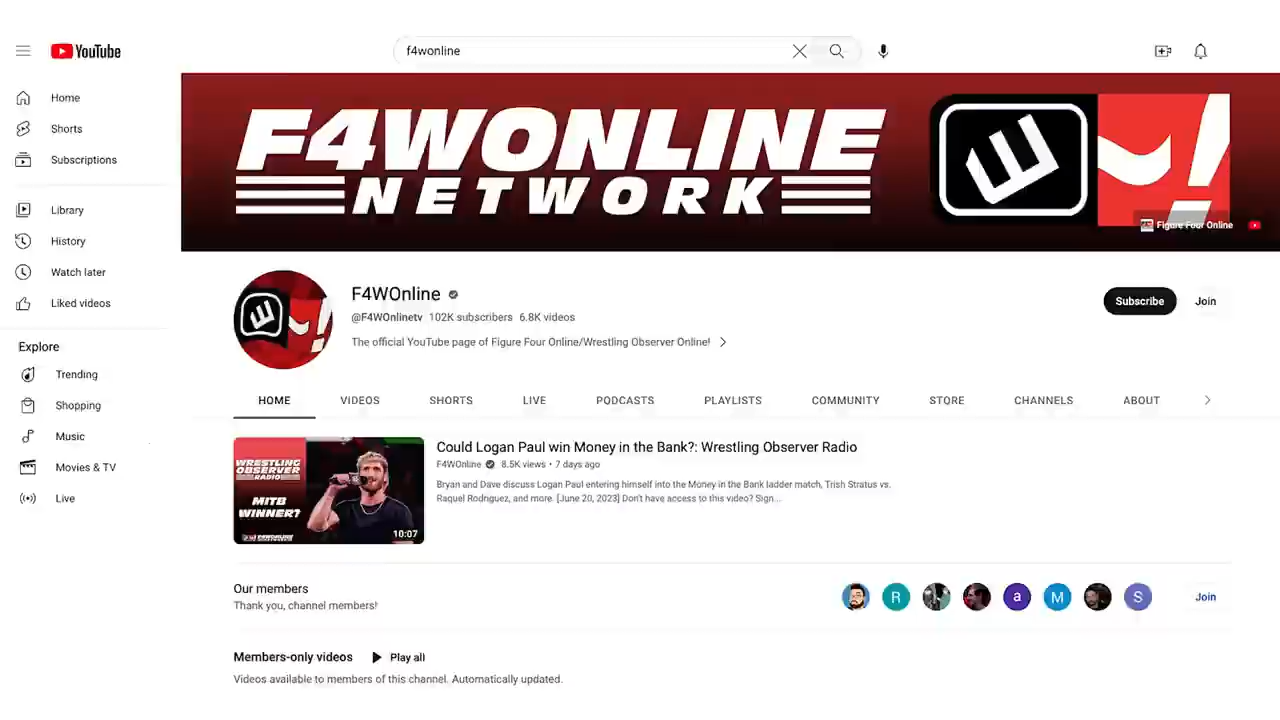 YouTube
f4wonline
Home
Shorts
Subscriptions
Library
History
Watch later
Liked videos
Explore
Trending
Shopping
Music
Movies & TV
Live
F4WONLINE
NETWORK
Figure Four Online
F4WOnline
@F4WOnlinetv 102K subscribers 6.8K videos
The official YouTube page of Figure Four Online/Wrestling Observer Online!
Subscribe
Join
HOME VIDEOS SHORTS LIVE PODCASTS PLAYLISTS COMMUNITY STORE CHANNELS ABOUT
WRESTLING
OBSERVER
RADIO
MITB
WINNER?
F4WONLINE
10:07
Could Logan Paul win Money in the Bank?: Wrestling Observer Radio
F4WOnline 8.5K views • 7 days ago
Bryan and Dave discuss Logan Paul entering himself into the Money in the Bank ladder match, Trish Stratus vs.
Raquel Rodriguez, and more. [June 20, 2023] Don't have access to this video? Sign...
Our members
Thank you, channel members!
R a M S
Join
Members-only videos Play all
Videos available to members of this channel. Automatically updated.